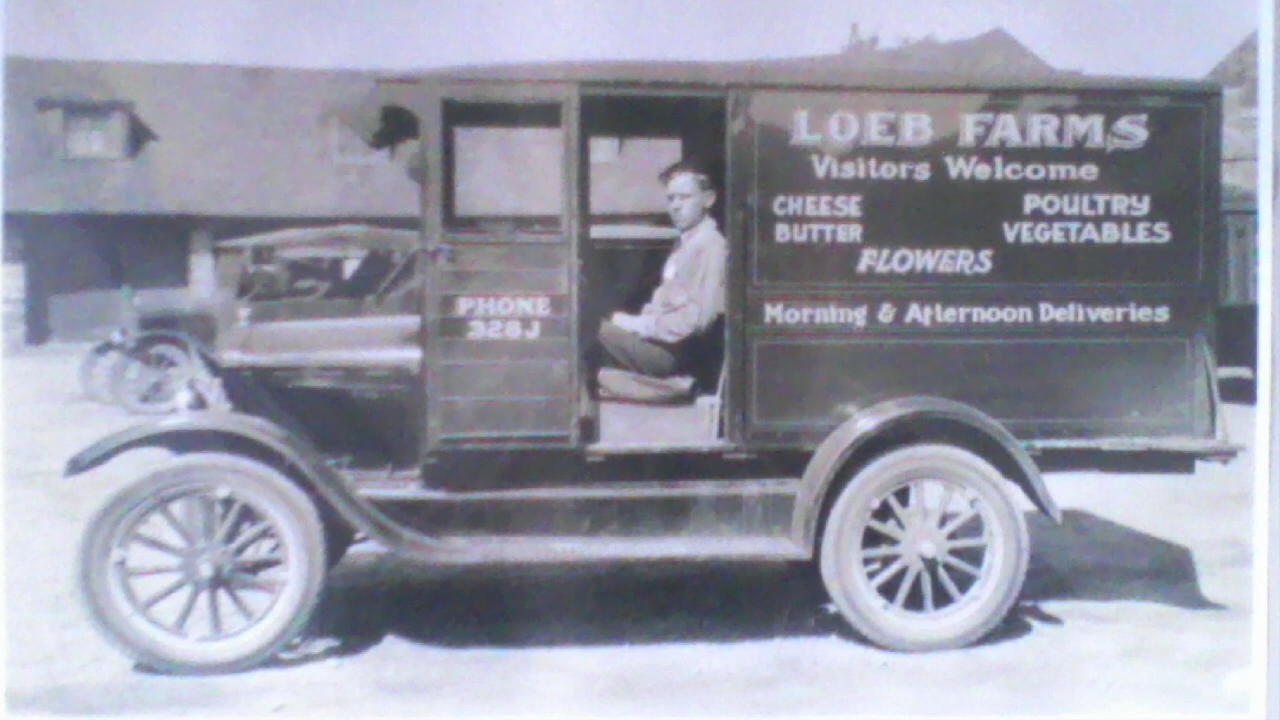 LOEB FARMS
Visitors Welcome
CHEESE POULTRY
BUTTER VEGETABLES
FLOWERS
Morning & Afternoon Deliveries
PHONE
328J